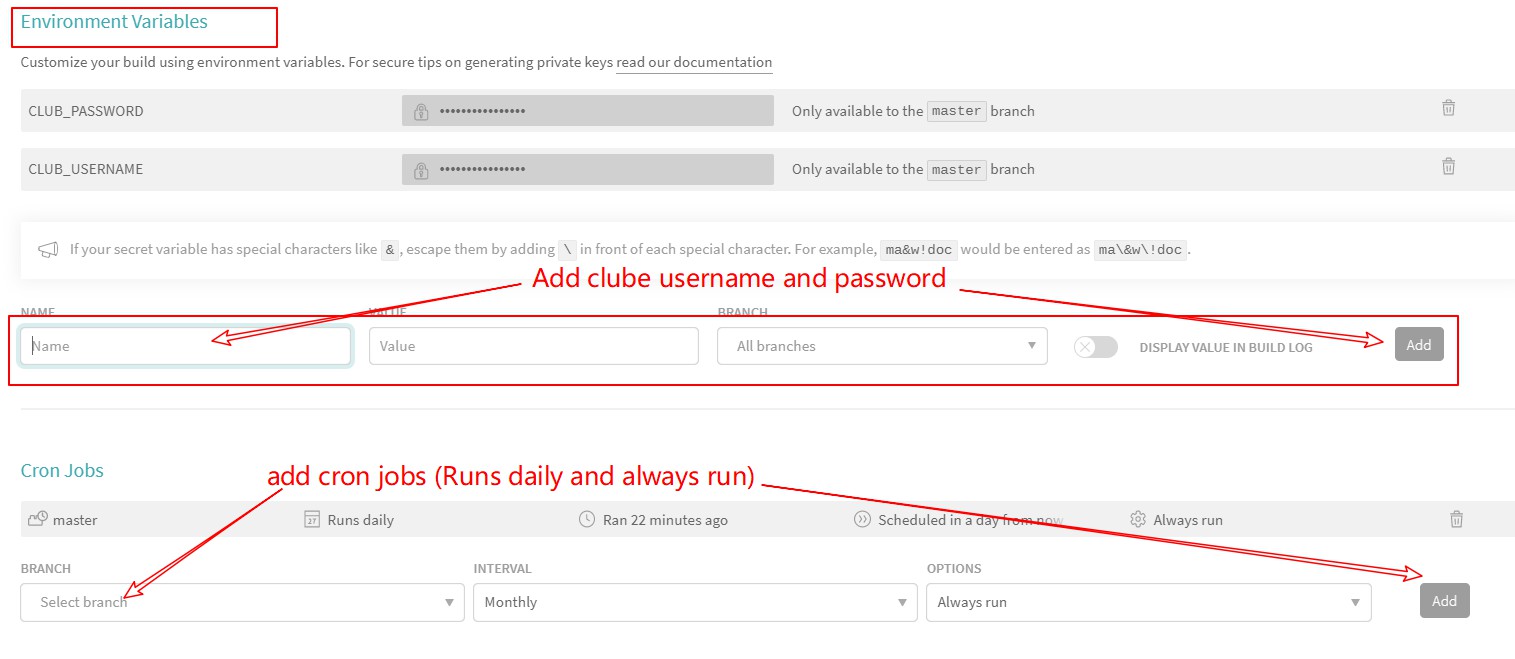 Environment Variables
Customize your build using environment variables. For secure tips on generating private keys read our documentation
CLUB_PASSWORD •••••••••••••••• Only available to the master branch
CLUB_USERNAME •••••••••••••••• Only available to the master branch
If your secret variable has special characters like &, escape them by adding \ in front of each special character. For example, ma&w!doc would be entered as ma\&w\!doc.
Add clube username and password
NAME VALUE BRANCH
Name Value All branches DISPLAY VALUE IN BUILD LOG Add
Cron Jobs
add cron jobs (Runs daily and always run)
master 27 Runs daily Ran 22 minutes ago Scheduled in a day from now Always run
BRANCH INTERVAL OPTIONS
Select branch Monthly Always run Add